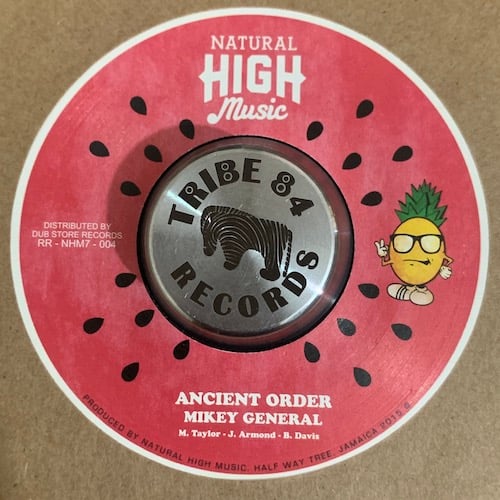 NATURAL
HIGH
Music
TRIBE 84
RECORDS
DISTRIBUTED BY
DUB STORE RECORDS
RR - NHM7 - 004
ANCIENT ORDER
MIKEY GENERAL
M. Taylor - J. Armond - B. Davis
PRODUCED BY NATURAL HIGH MUSIC. HALF WAY TREE. JAMAICA 2015